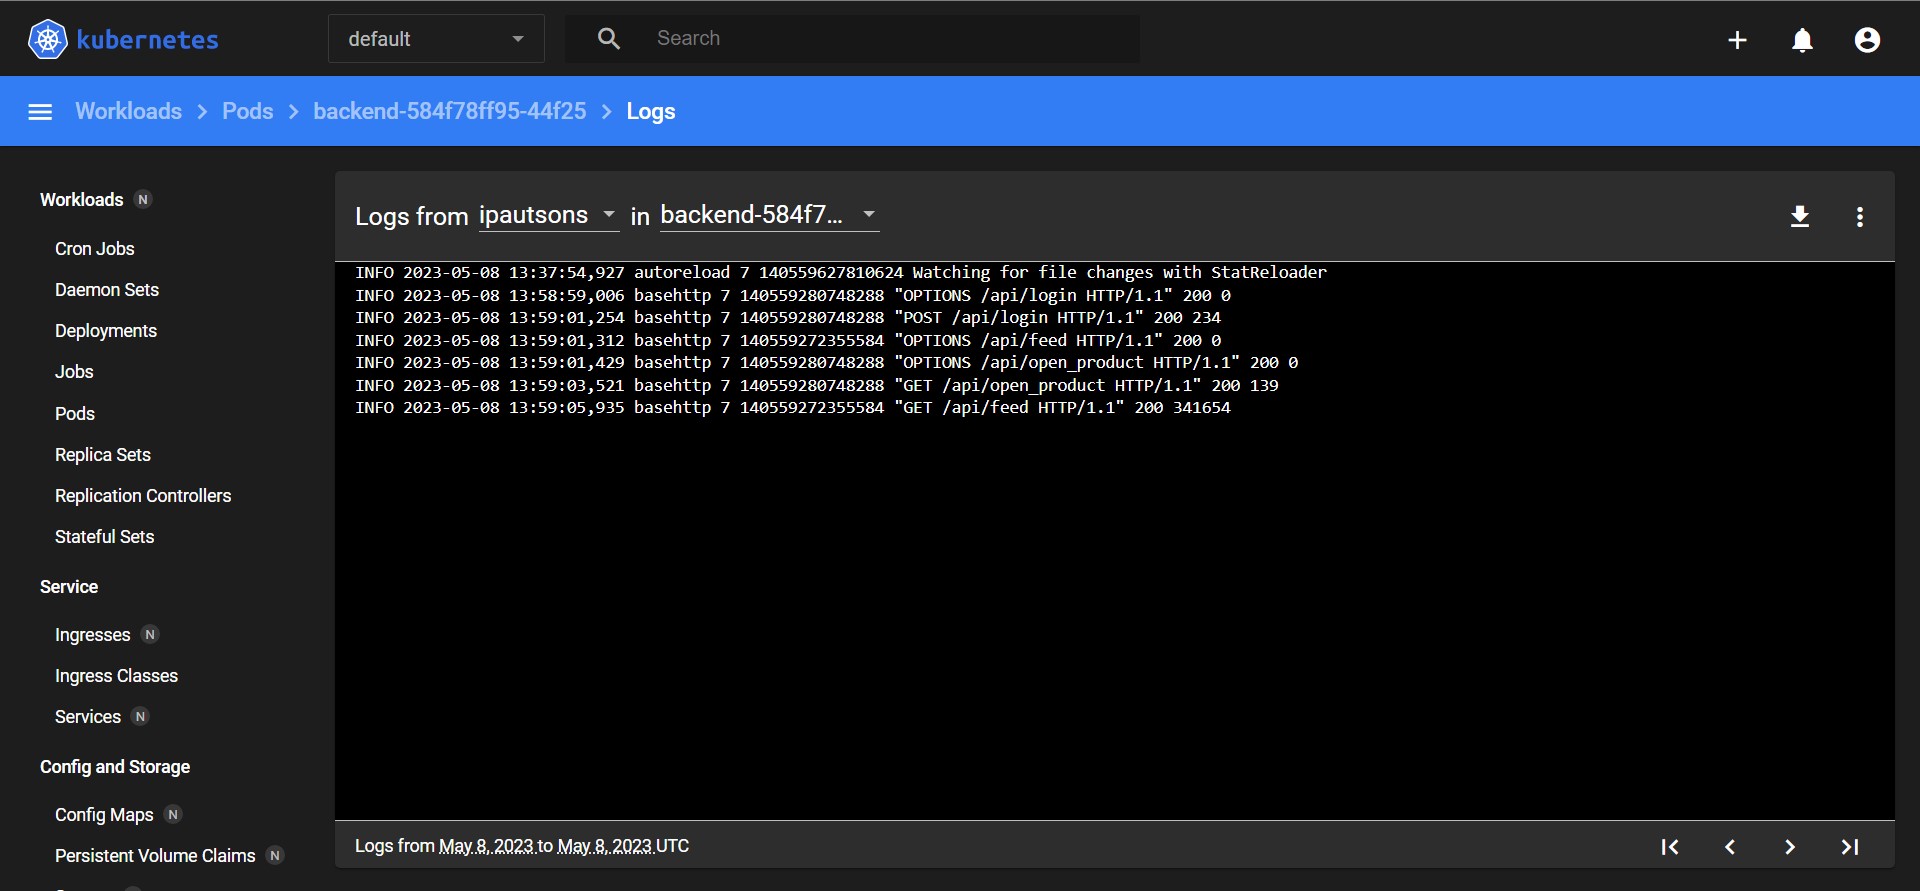 kubernetes
default
Search
Workloads > Pods > backend-584f78ff95-44f25 > Logs
Workloads N
Cron Jobs
Daemon Sets
Deployments
Jobs
Pods
Replica Sets
Replication Controllers
Stateful Sets
Service
Ingresses N
Ingress Classes
Services N
Config and Storage
Config Maps N
Persistent Volume Claims N
Logs from ipautsons in backend-584f7...
INFO 2023-05-08 13:37:54,927 autoreload 7 140559627810624 Watching for file changes with StatReloader
INFO 2023-05-08 13:58:59,006 basehttp 7 140559280748288 "OPTIONS /api/login HTTP/1.1" 200 0
INFO 2023-05-08 13:59:01,254 basehttp 7 140559280748288 "POST /api/login HTTP/1.1" 200 234
INFO 2023-05-08 13:59:01,312 basehttp 7 140559272355584 "OPTIONS /api/feed HTTP/1.1" 200 0
INFO 2023-05-08 13:59:01,429 basehttp 7 140559280748288 "OPTIONS /api/open_product HTTP/1.1" 200 0
INFO 2023-05-08 13:59:03,521 basehttp 7 140559280748288 "GET /api/open_product HTTP/1.1" 200 139
INFO 2023-05-08 13:59:05,935 basehttp 7 140559272355584 "GET /api/feed HTTP/1.1" 200 341654
Logs from May 8, 2023 to May 8, 2023 UTC